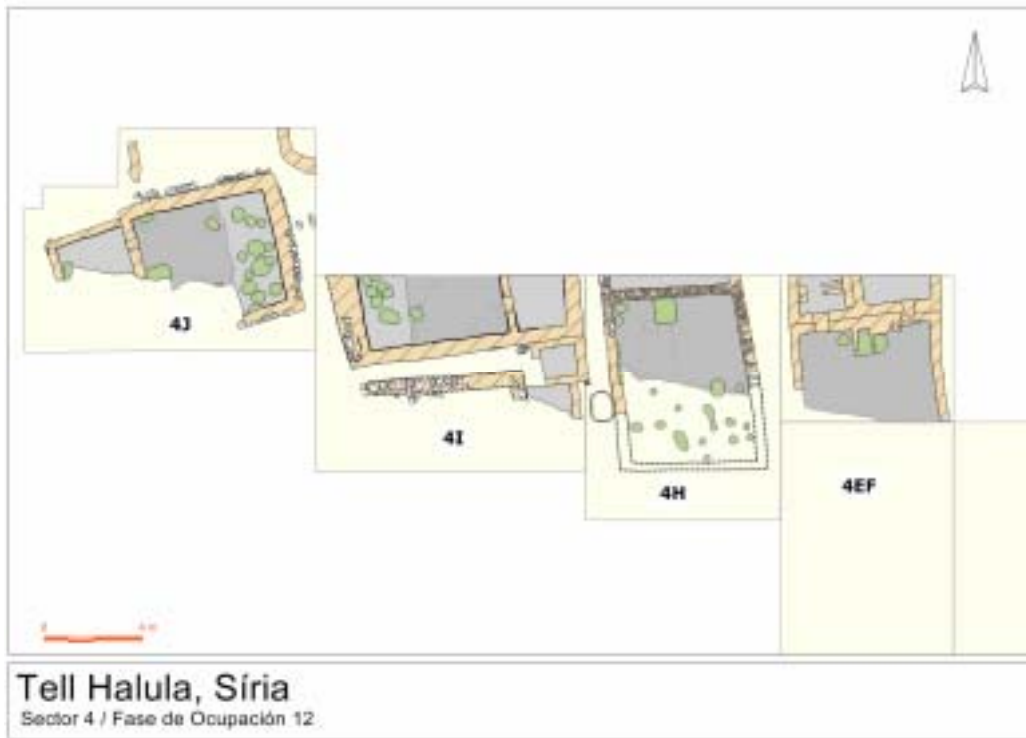 4J
4I
4H
4EF
Tell Halula, Síria
Sector 4 / Fase de Ocupación 12